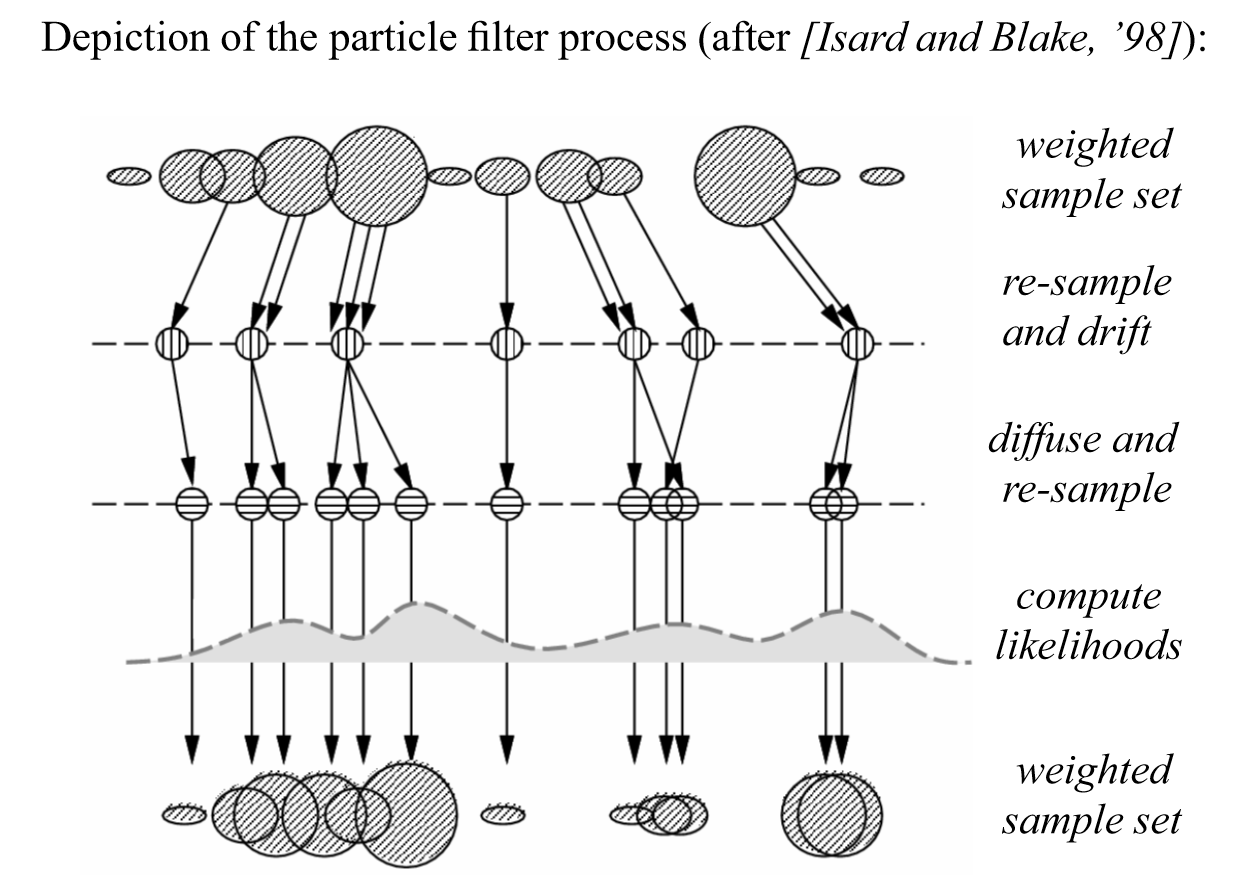 Depiction of the particle filter process (after [Isard and Blake, ’98]):
weighted
sample set
re-sample
and drift
diffuse and
re-sample
compute
likelihoods
weighted
sample set